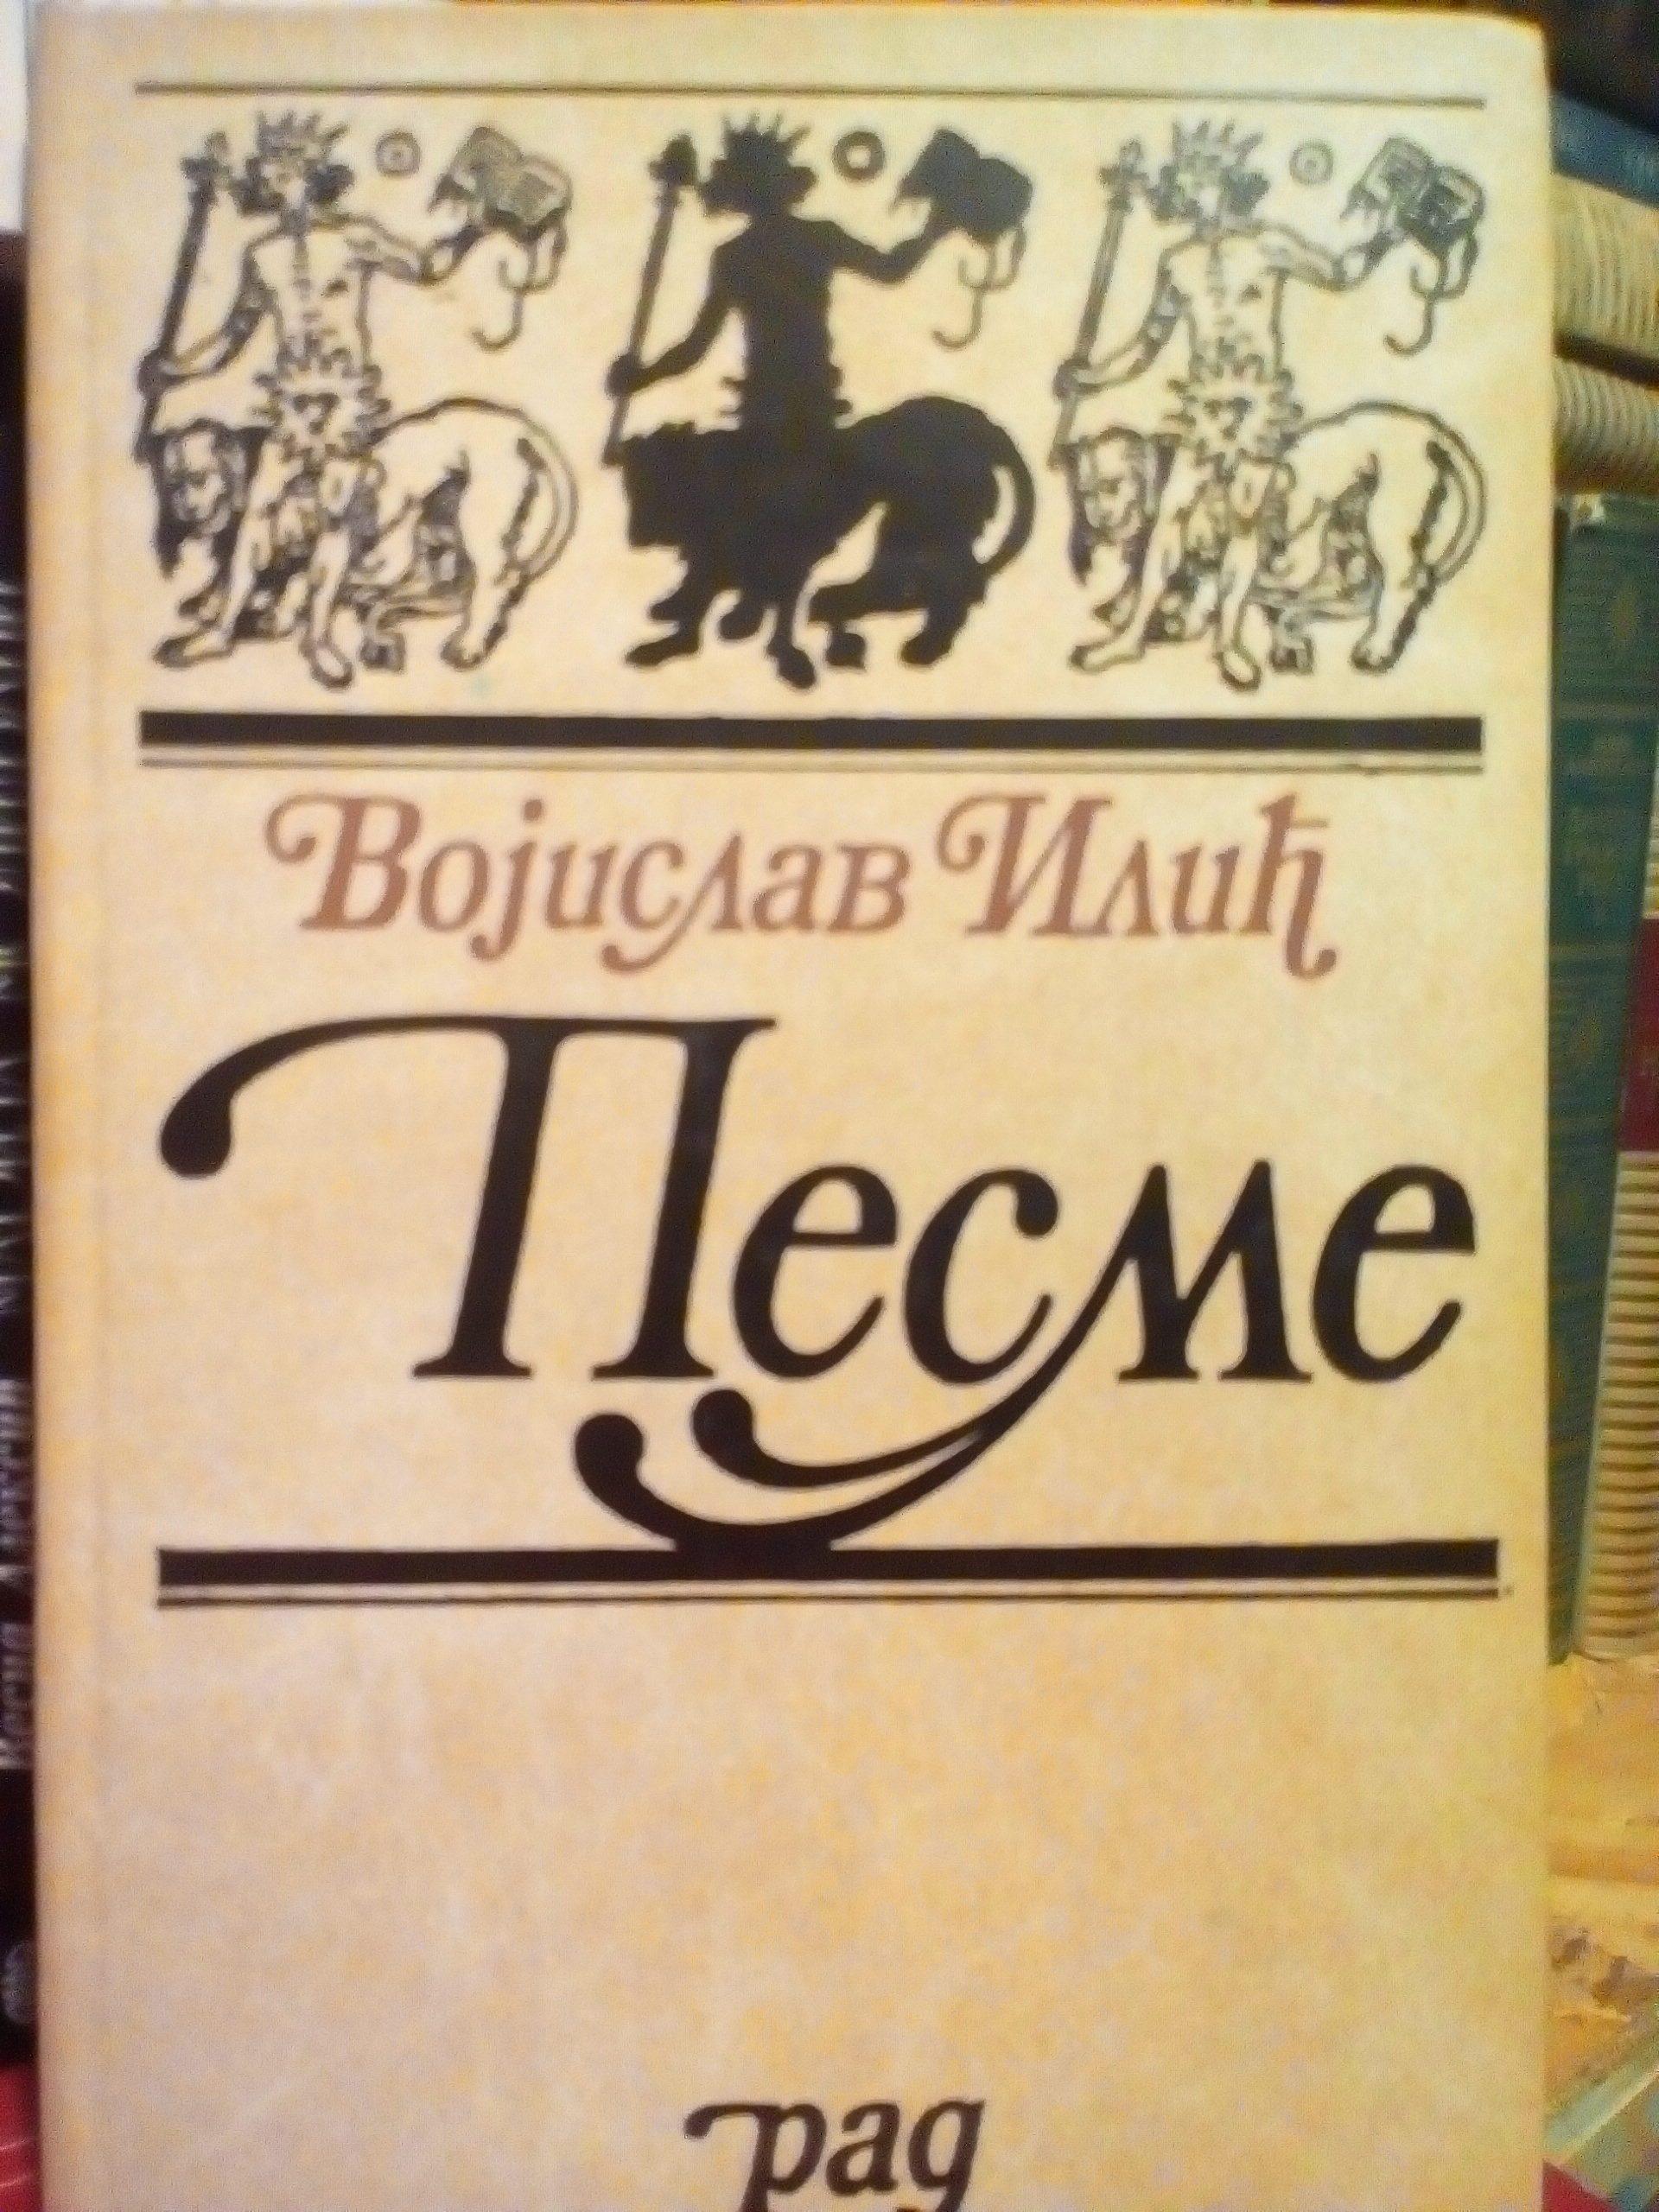 Војислав Илић
Песме
рад